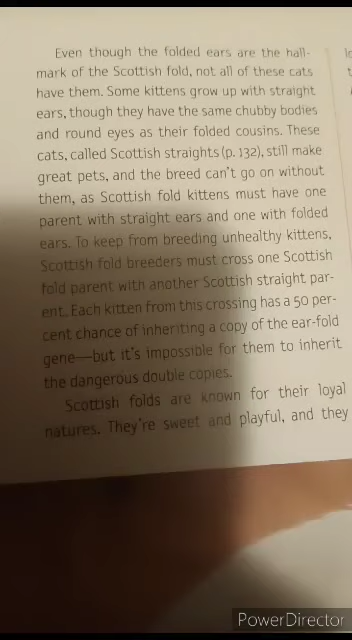 Even though the folded ears are the hall-
mark of the Scottish fold, not all of these cats
have them. Some kittens grow up with straight
ears, though they have the same chubby bodies
and round eyes as their folded cousins. These
cats, called Scottish straights (p. 132), still make
great pets, and the breed can't go on without
them, as Scottish fold kittens must have one
parent with straight ears and one with folded
ears. To keep from breeding unhealthy kittens,
Scottish fold breeders must cross one Scottish
fold parent with another Scottish straight par-
ent. Each kitten from this crossing has a 50 per-
cent chance of inheriting a copy of the ear-fold
gene—but it's impossible for them to inherit
the dangerous double copies.
Scottish folds are known for their loyal
natures. They're sweet and playful, and they
PowerDirector